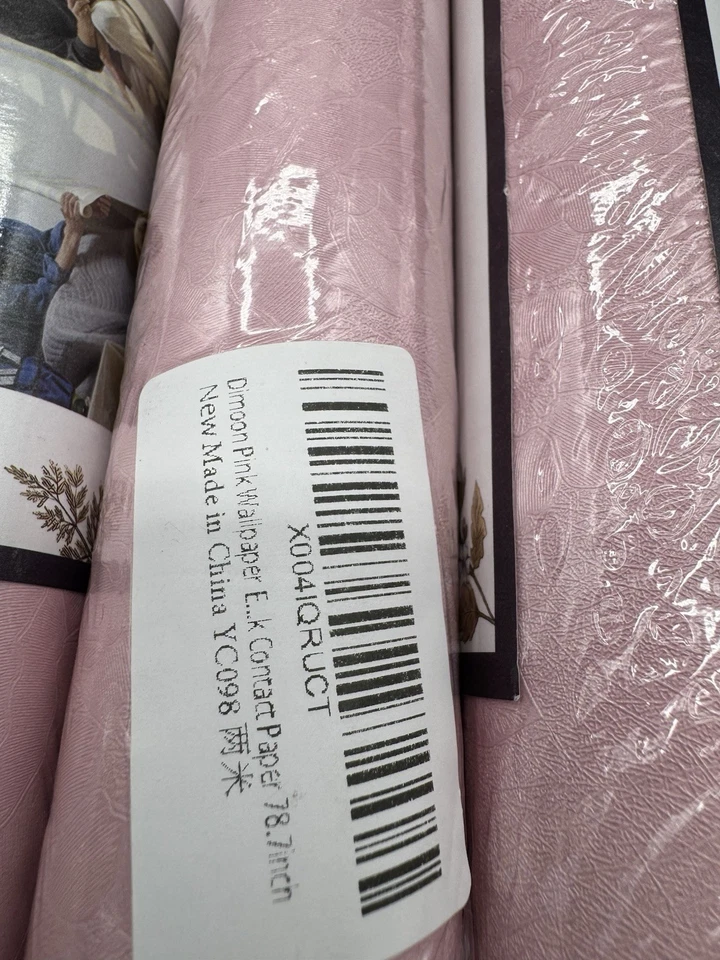 X004IQRUCT
Dimoon Pink Wallpaper E...k Contact Paper 78.7inch
New Made in China YC098 两米